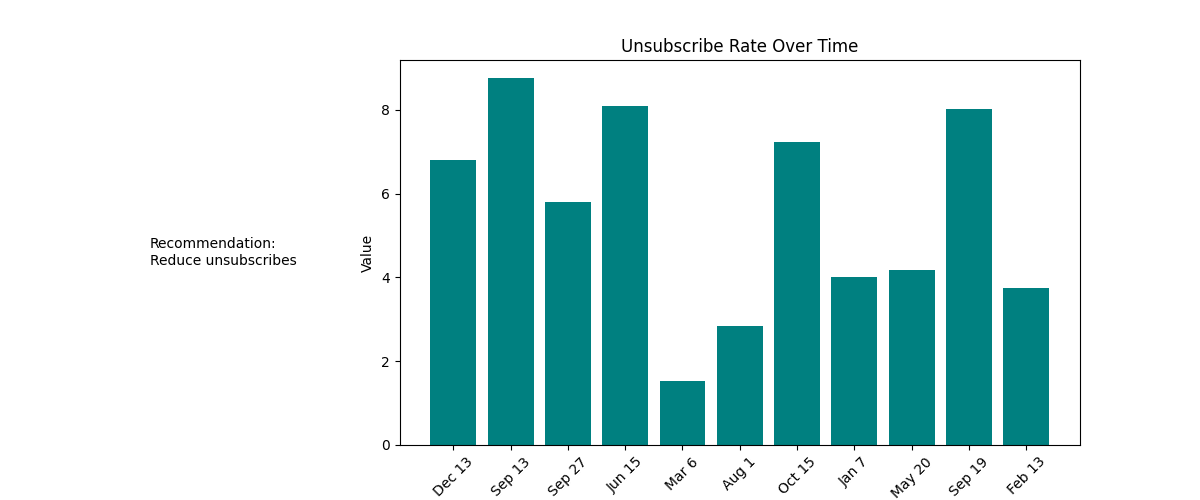 Unsubscribe Rate Over Time
Recommendation:
Reduce unsubscribes
Value
8
6
4
2
0
Dec 13
Sep 13
Sep 27
Jun 15
Mar 6
Aug 1
Oct 15
Jan 7
May 20
Sep 19
Feb 13